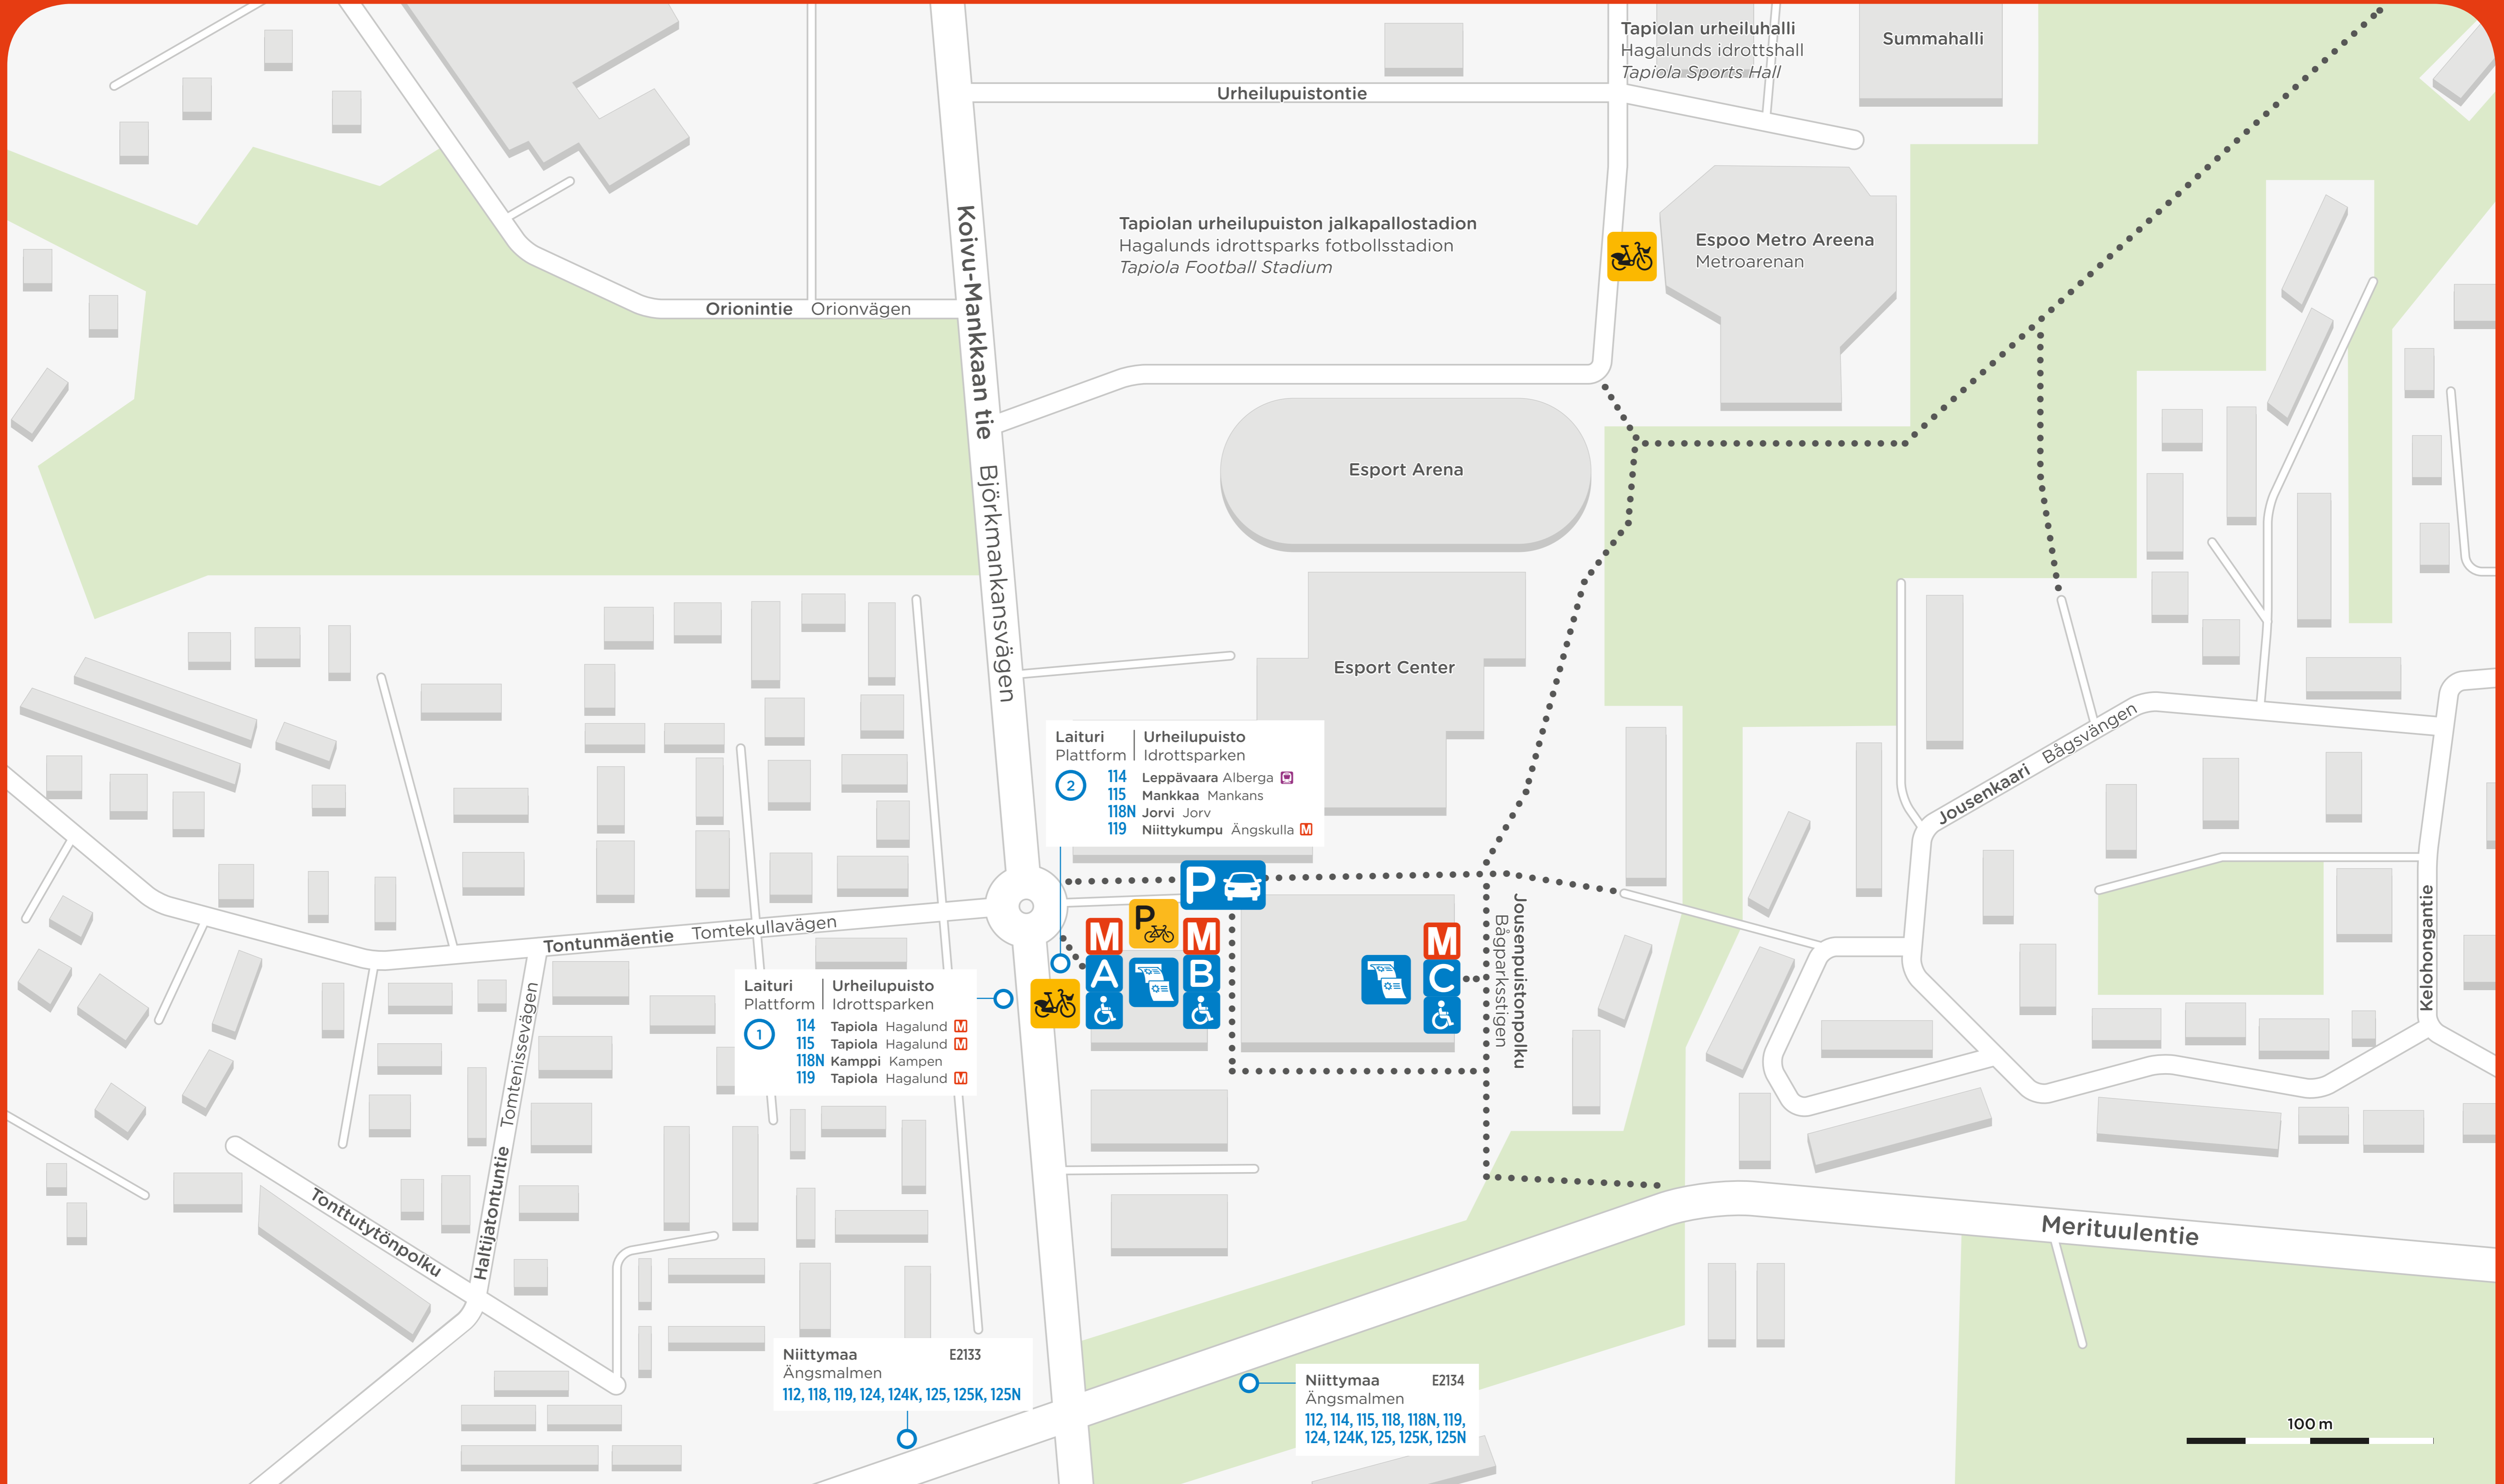 Tapiolan urheiluhalli
Hagalunds idrottshall
Tapiola Sports Hall
Summahalli
Urheilupuistontie
Koivu-Mankkaan tie Björkmankansvägen
Tapiolan urheilupuiston jalkapallostadion
Hagalunds idrottsparks fotbollsstadion
Tapiola Football Stadium
Espoo Metro Areena
Metroarenan
Orionintie Orionvägen
Esport Arena
Esport Center
Laituri Urheilupuisto
Plattform Idrottsparken
2
114 Leppävaara Alberga
115 Mankkaa Mankans
118N Jorvi Jorv
119 Niittykumpu Ängskulla M
Jousenkaari Bågsvängen
P
P
M
M
M
A
B
C
Jousenpuistonpolku
Bågparksstigen
Kelohongantie
Tontunmäentie Tomtekullavägen
Laituri Urheilupuisto
Plattform Idrottsparken
1
114 Tapiola Hagalund M
115 Tapiola Hagalund M
118N Kamppi Kampen
119 Tapiola Hagalund M
Haltijatontuntie Tomtenissevägen
Tonttutytönpolku
Merituulentie
Niittymaa E2133
Ängsmalmen
112, 118, 119, 124, 124K, 125, 125K, 125N
Niittymaa E2134
Ängsmalmen
112, 114, 115, 118, 118N, 119,
124, 124K, 125, 125K, 125N
100 m